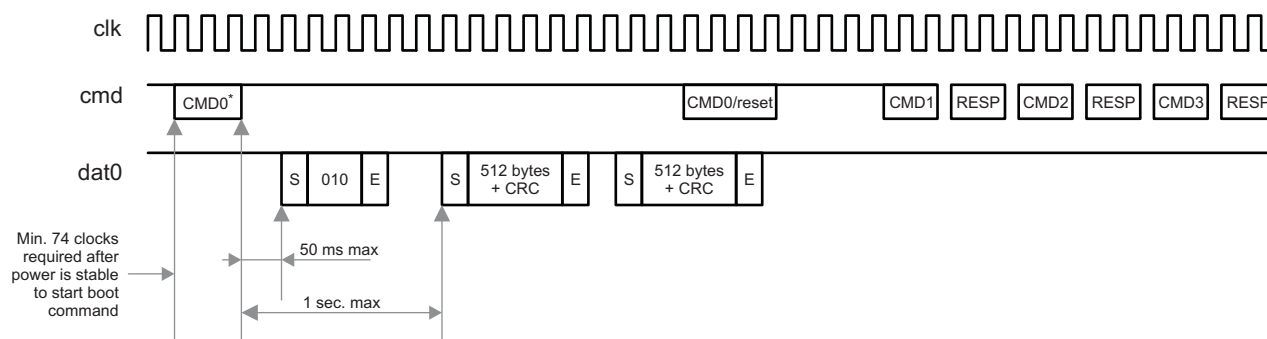 clk
cmd
CMD0*
CMD0/reset
CMD1
RESP
CMD2
RESP
CMD3
RESP
dat0
S
010
E
S
512 bytes
+ CRC
E
S
512 bytes
+ CRC
E
Min. 74 clocks
required after
power is stable
to start boot
command
50 ms max
1 sec. max